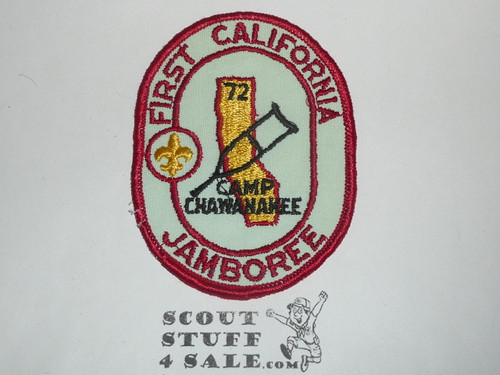 FIRST CALIFORNIA
72
CAMP
CHAWANAKEE
JAMBOREE
SCOUT
STUFF
4 SALE.COM